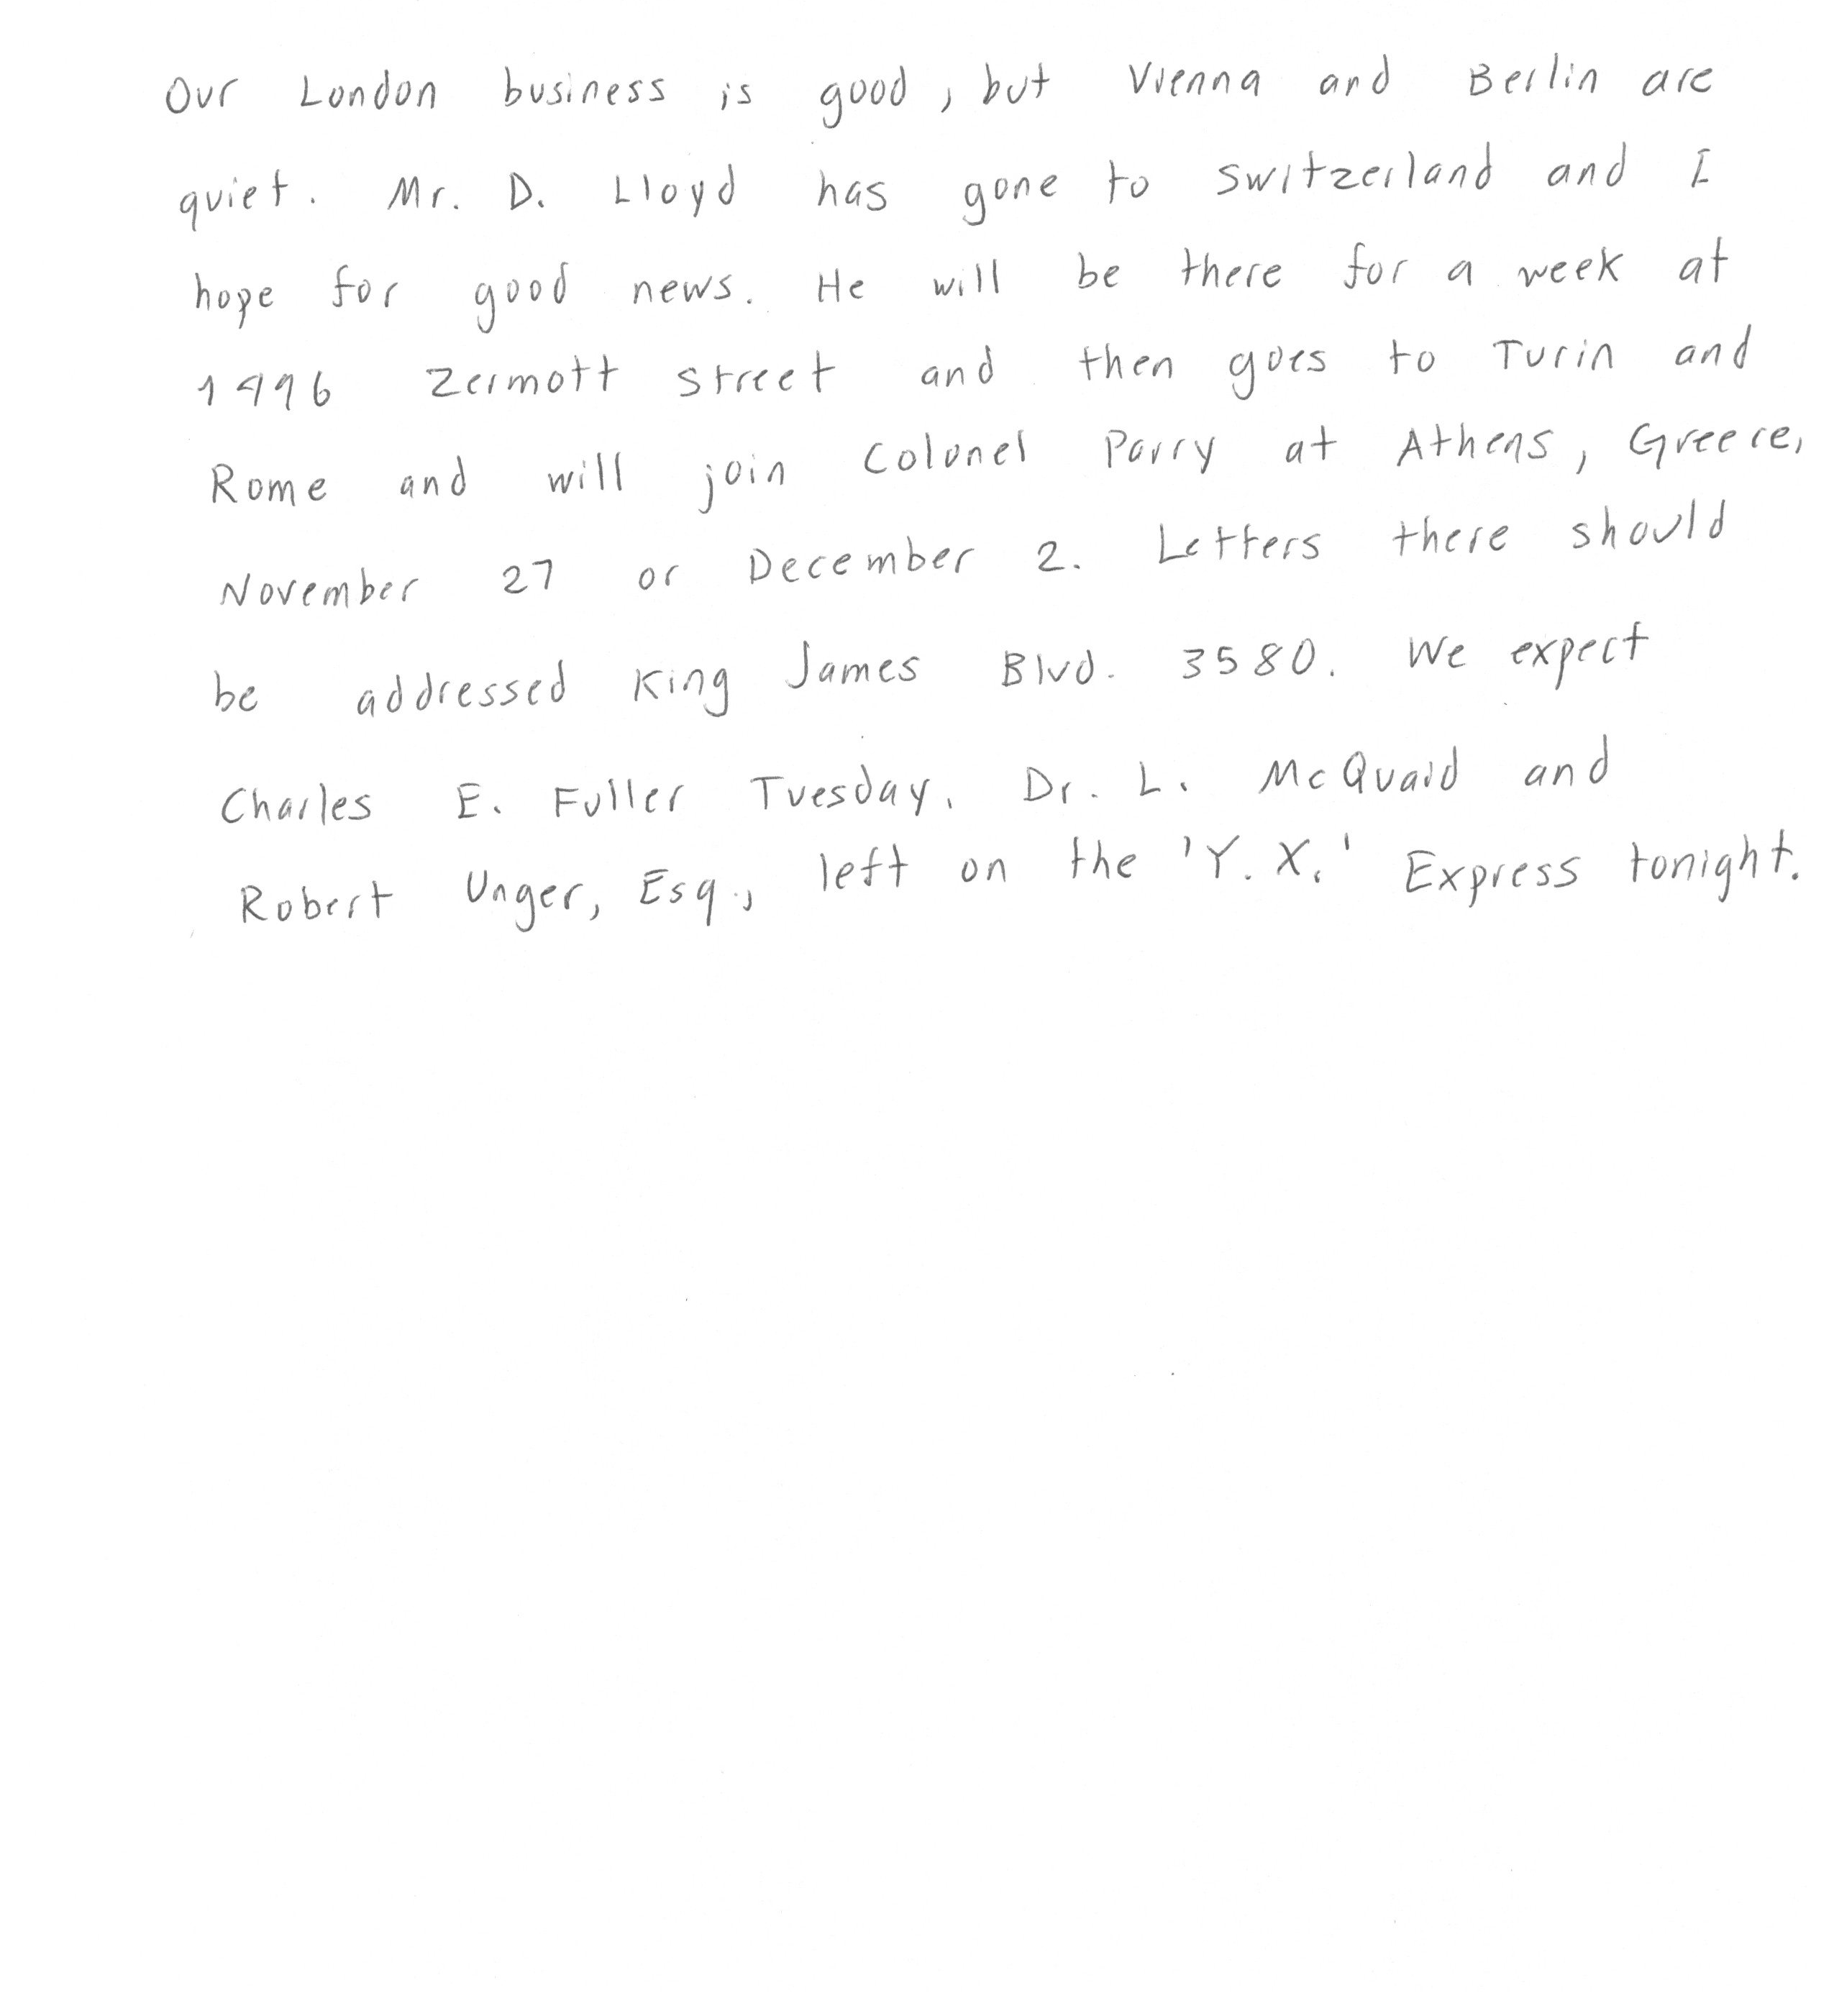 Our London business is good, but Vienna and Berlin are
quiet. Mr. D. Lloyd has gone to Switzerland and I
hope for good news. He will be there for a week at
1996 Zermott street and then goes to Turin and
Rome and will join Colonel Parry at Athens, Greece,
November 27 or December 2. Letters there should
be addressed King James Blvd. 3580. We expect
Charles E. Fuller Tuesday. Dr. L. McQuaid and
Robert Unger, Esq., left on the 'Y.X.' Express tonight.